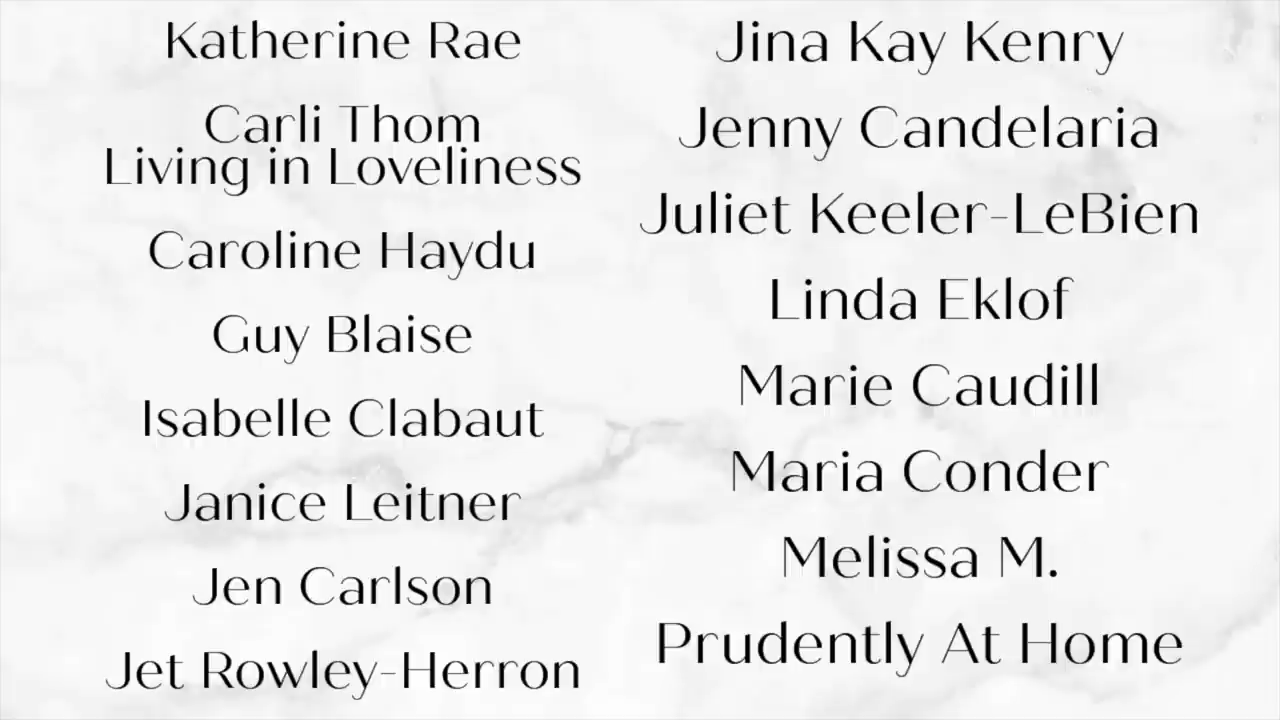 Katherine Rae
Carli Thom
Living in Loveliness
Caroline Haydu
Guy Blaise
Isabelle Clabaut
Janice Leitner
Jen Carlson
Jet Rowley-Herron
Jina Kay Kenry
Jenny Candelaria
Juliet Keeler-LeBien
Linda Eklof
Marie Caudill
Maria Conder
Melissa M.
Prudently At Home